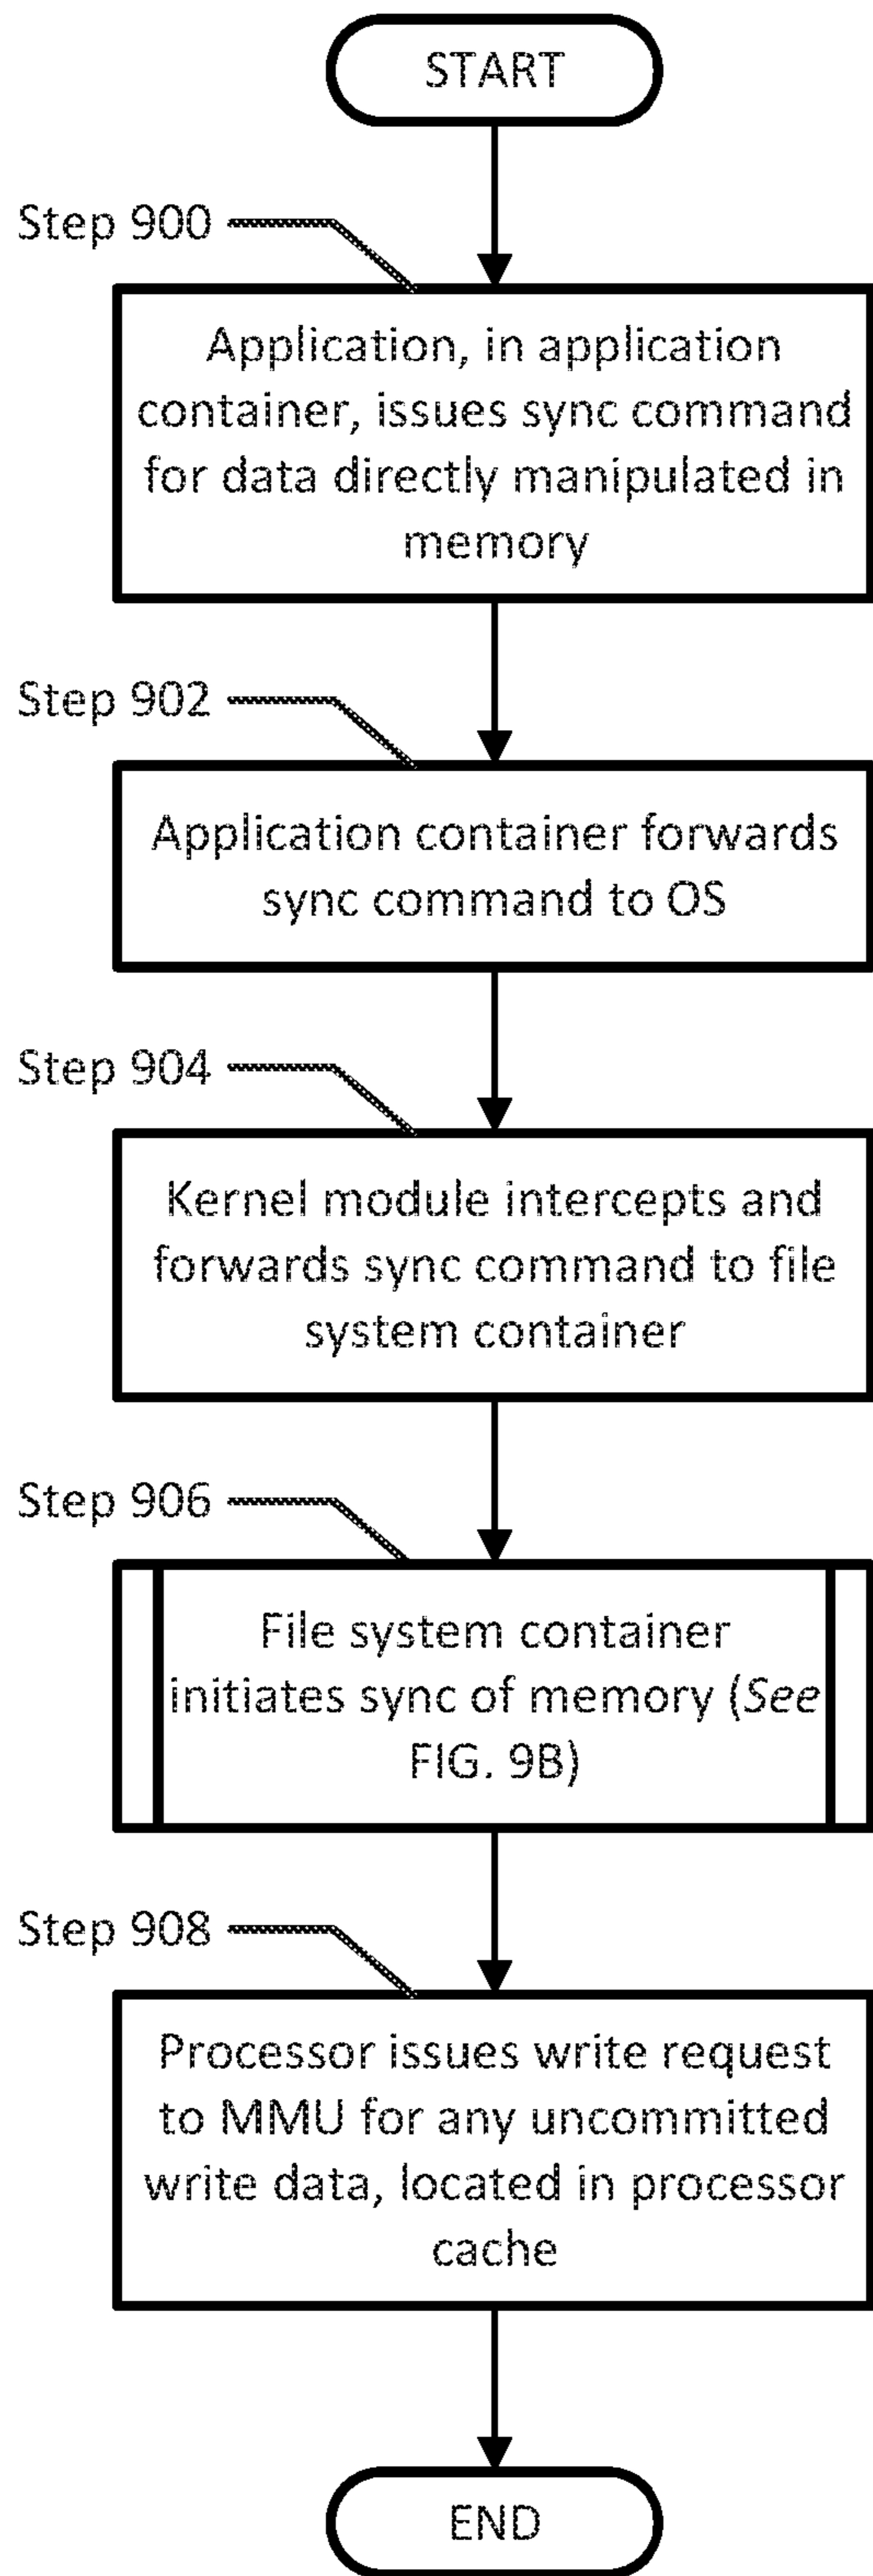 START
Step 900
Application, in application
container, issues sync command
for data directly manipulated in
memory
Step 902
Application container forwards
sync command to OS
Step 904
Kernel module intercepts and
forwards sync command to file
system container
Step 906
File system container
initiates sync of memory (See
FIG. 9B)
Step 908
Processor issues write request
to MMU for any uncommitted
write data, located in processor
cache
END